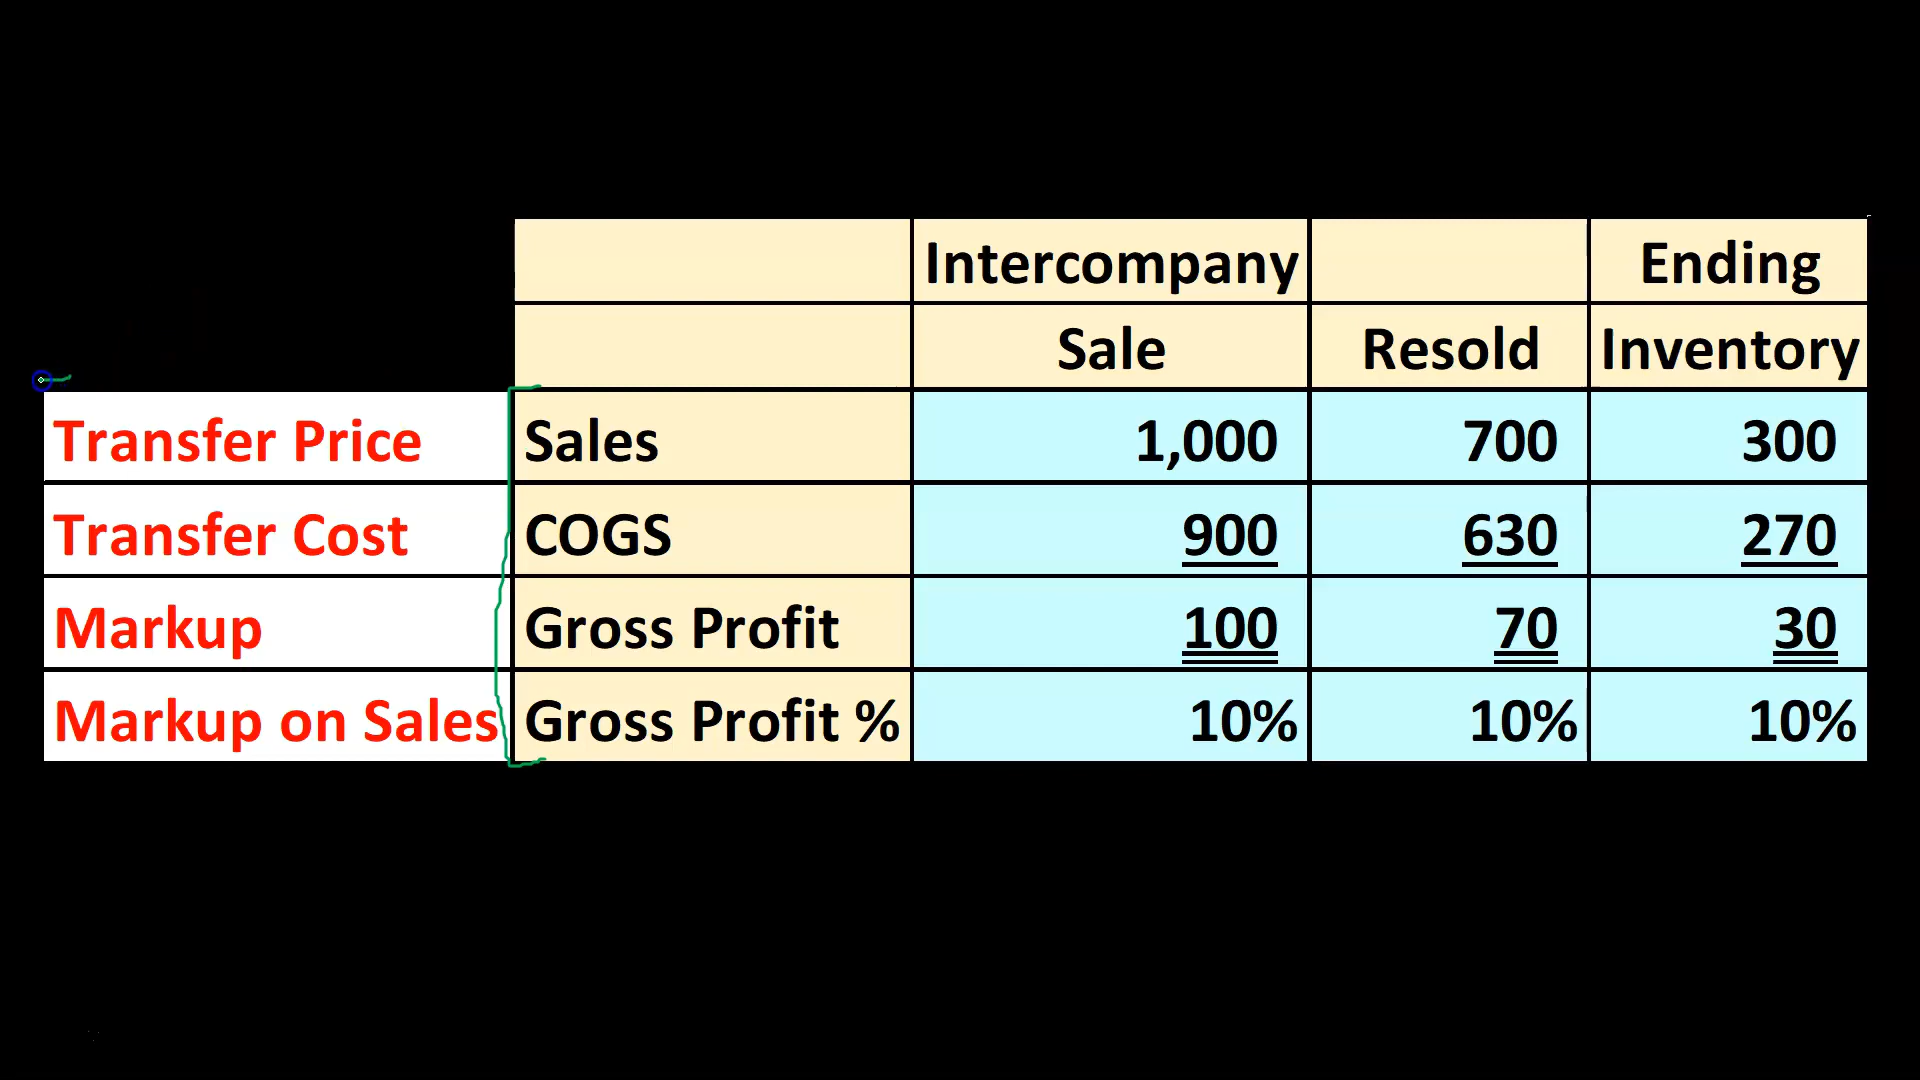 Intercompany Ending
Sale Resold Inventory
Transfer Price Sales 1,000 700 300
Transfer Cost COGS 900 630 270
Markup Gross Profit 100 70 30
Markup on Sales Gross Profit % 10% 10% 10%